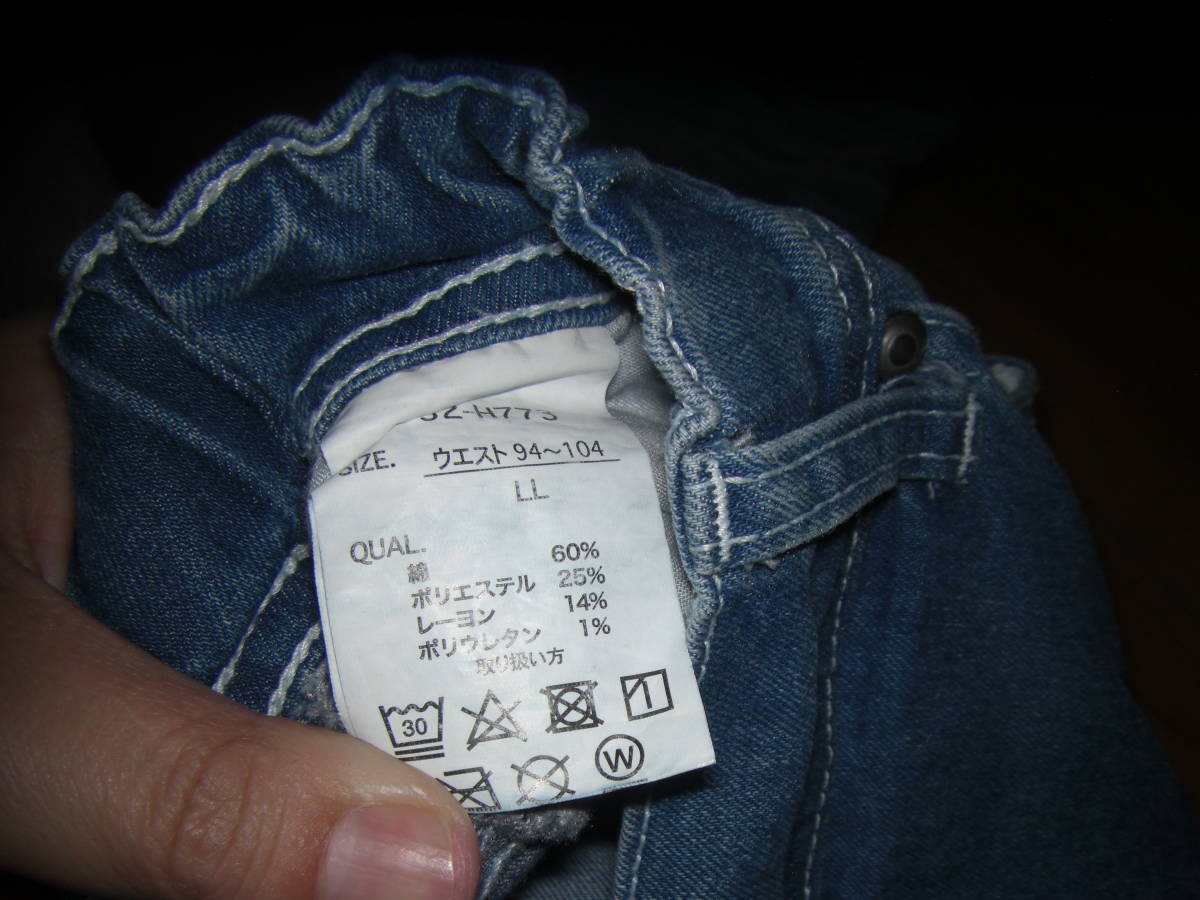 SIZE. ウエスト 94～104
LL
QUAL.
綿 60%
ポリエステル 25%
レーヨン 14%
ポリウレタン 1%
取り扱い方
30
W